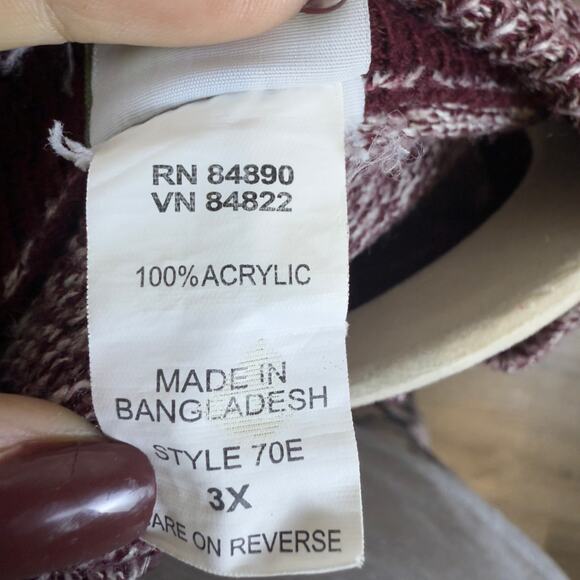 RN 84890
VN 84822
100% ACRYLIC
MADE IN
BANGLADESH
STYLE 70E
3X
ARE ON REVERSE